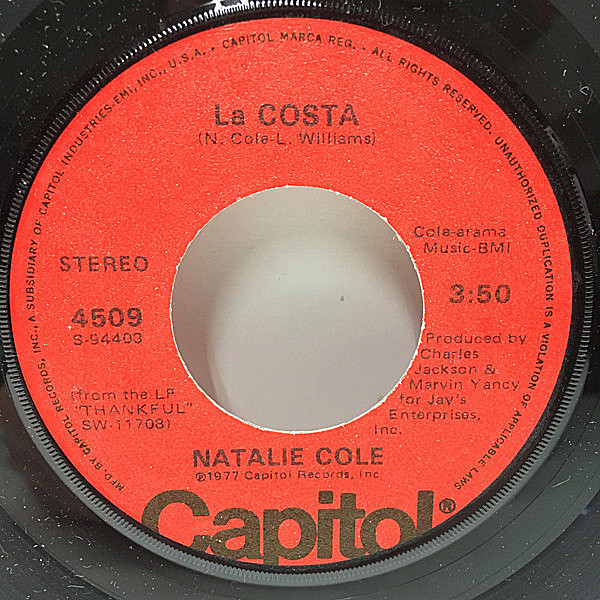 MFD. BY CAPITOL RECORDS, INC., A SUBSIDIARY OF CAPITOL INDUSTRIES-EMI, INC., U.S.A. · CAPITOL MARCA REG. · ALL RIGHTS RESERVED. UNAUTHORIZED DUPLICATION IS A VIOLATION OF APPLICABLE LAWS
La COSTA
(N. Cole-L. Williams)
Cole-arama
Music-BMI
STEREO
3:50
4509
S-94403
Produced by
Charles
Jackson &
Marvin Yancy
for Jay's
Enterprises,
Inc.
(from the LP
"THANKFUL"
SW-11708)
NATALIE COLE
℗1977 Capitol Records, Inc.
Capitol®